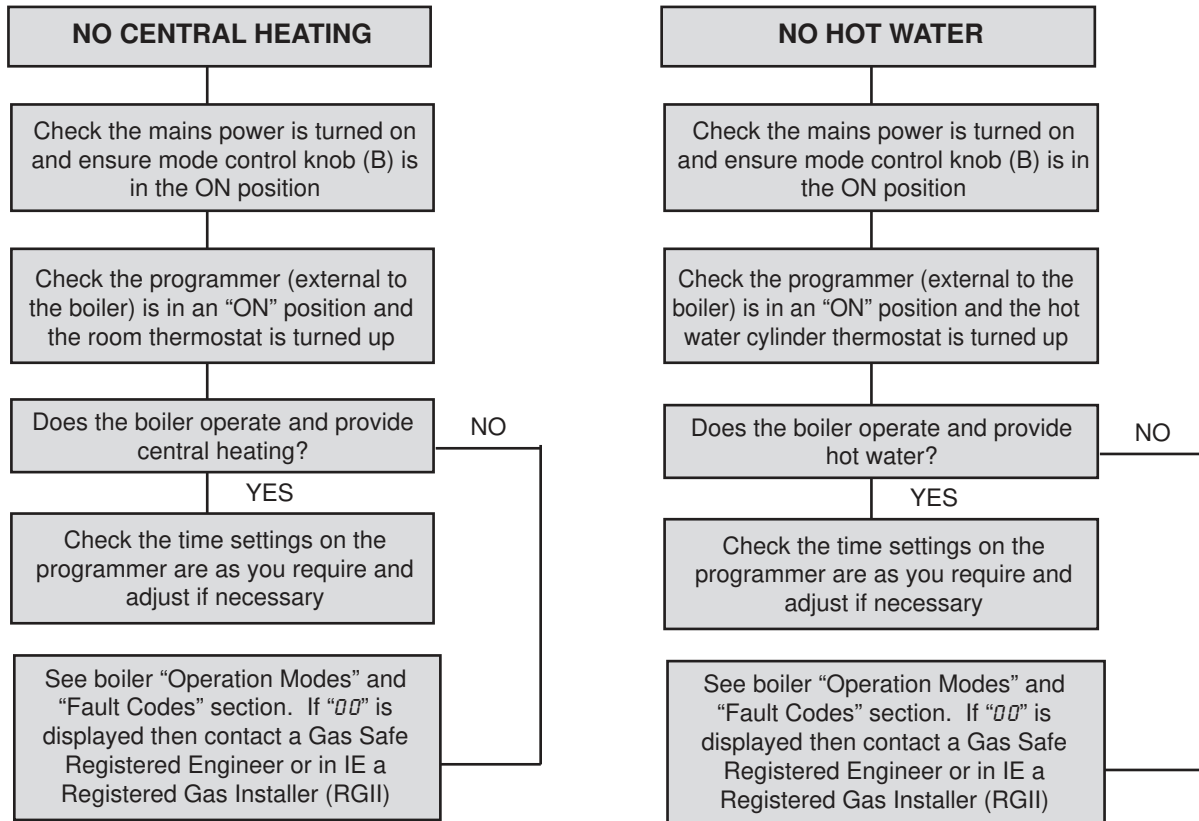 NO CENTRAL HEATING
Check the mains power is turned on
and ensure mode control knob (B) is
in the ON position
Check the programmer (external to
the boiler) is in an “ON” position and
the room thermostat is turned up
Does the boiler operate and provide
central heating?
NO
YES
Check the time settings on the
programmer are as you require and
adjust if necessary
See boiler “Operation Modes” and
“Fault Codes” section. If “00” is
displayed then contact a Gas Safe
Registered Engineer or in IE a
Registered Gas Installer (RGII)
NO HOT WATER
Check the mains power is turned on
and ensure mode control knob (B) is in
the ON position
Check the programmer (external to the
boiler) is in an “ON” position and the hot
water cylinder thermostat is turned up
Does the boiler operate and provide
hot water?
NO
YES
Check the time settings on the
programmer are as you require and
adjust if necessary
See boiler “Operation Modes” and
“Fault Codes” section. If “00” is
displayed then contact a Gas Safe
Registered Engineer or in IE a
Registered Gas Installer (RGII)